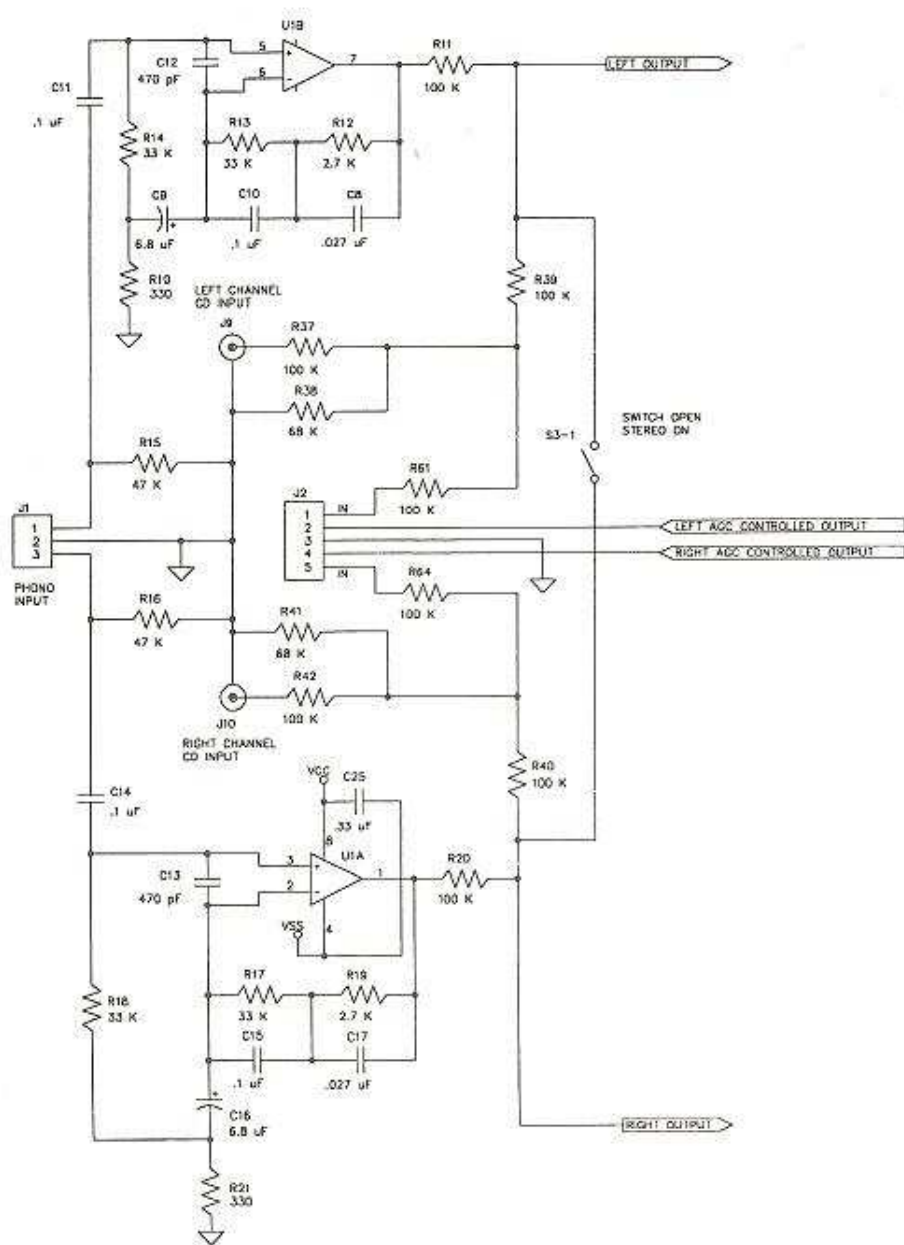 U1B
C12
470 pF
5
6
7
R11
100 K
LEFT OUTPUT
C11
.1 uF
R14
33 K
R13
33 K
R12
2.7 K
C9
6.8 uF
+
C10
.1 uF
C8
.027 uF
R10
330
LEFT CHANNEL
CD INPUT
J9
R37
100 K
R38
68 K
R39
100 K
SWITCH OPEN
STEREO ON
S3-1
R15
47 K
R61
100 K
J1
1
2
3
PHONO
INPUT
J2
1
2
3
4
5
IN
IN
LEFT AGC CONTROLLED OUTPUT
RIGHT AGC CONTROLLED OUTPUT
R64
100 K
R16
47 K
R41
68 K
R42
100 K
J10
RIGHT CHANNEL
CD INPUT
R40
100 K
C14
.1 uF
VCC
C25
.33 uF
8
U1A
3
2
1
4
VSS
C13
470 pF
R20
100 K
R18
33 K
R17
33 K
R19
2.7 K
C15
.1 uF
C17
.027 uF
+
C16
6.8 uF
RIGHT OUTPUT
R21
330